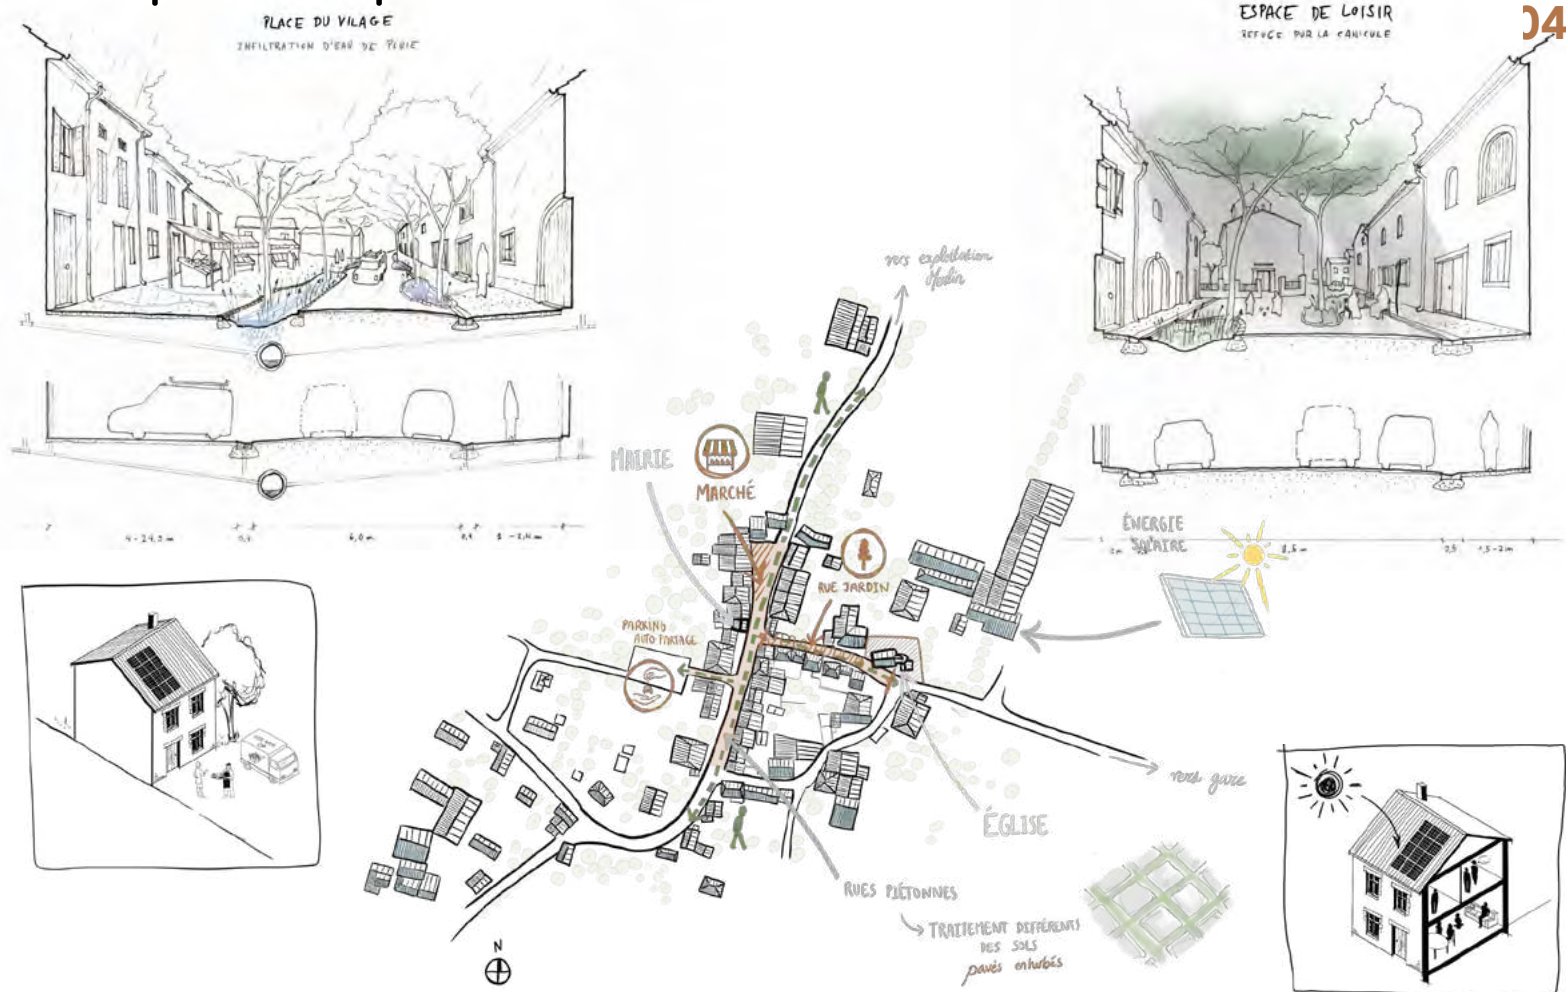 PLACE DU VILAGE
INFILTRATION D'EAU DE PLUIE
ESPACE DE LOISIR
REFUGE PUR LA CANICULE
04
vers exploitation
MAIRIE
MARCHÉ
RUE JARDIN
ÉNERGIE
SOLAIRE
PARKING
AUTO PARTAGE
6,0 m
vers gare
ÉGLISE
RUES PIÉTONNES
TRAITEMENT DIFFÉRENTS
DES SOLS
pavés enherbés
N